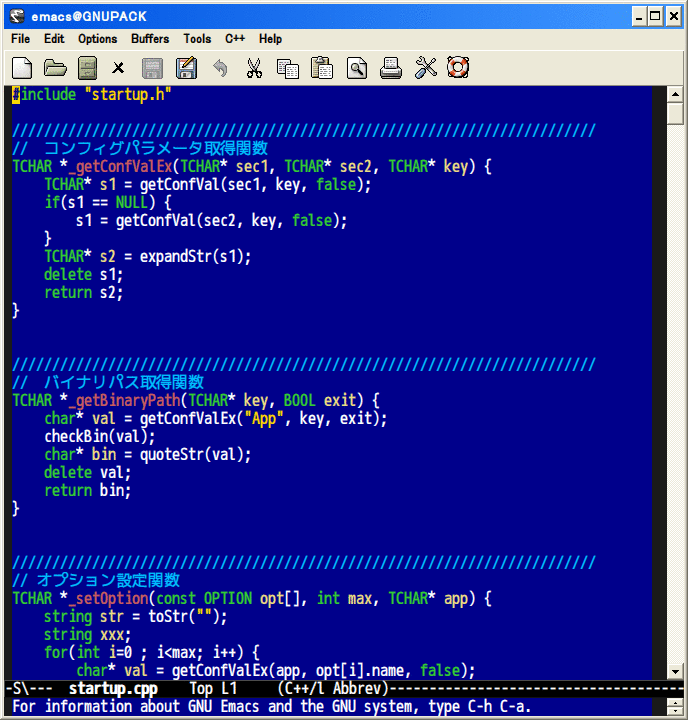 emacs@GNUPACK
File Edit Options Buffers Tools C++ Help
#include "startup.h"
/////////////////////////////////////////////////////////////////////////
//  コンフィグパラメータ取得関数
TCHAR *_getConfValEx(TCHAR* sec1, TCHAR* sec2, TCHAR* key) {
    TCHAR* s1 = getConfVal(sec1, key, false);
    if(s1 == NULL) {
        s1 = getConfVal(sec2, key, false);
    }
    TCHAR* s2 = expandStr(s1);
    delete s1;
    return s2;
}
/////////////////////////////////////////////////////////////////////////
//  バイナリパス取得関数
TCHAR *_getBinaryPath(TCHAR* key, BOOL exit) {
    char* val = getConfValEx("App", key, exit);
    checkBin(val);
    char* bin = quoteStr(val);
    delete val;
    return bin;
}
/////////////////////////////////////////////////////////////////////////
// オプション設定関数
TCHAR *_setOption(const OPTION opt[], int max, TCHAR* app) {
    string str = toStr("");
    string xxx;
    for(int i=0 ; i<max; i++) {
        char* val = getConfValEx(app, opt[i].name, false);
-S\---  startup.cpp    Top L1     (C++/l Abbrev)----------------------------------
For information about GNU Emacs and the GNU system, type C-h C-a.